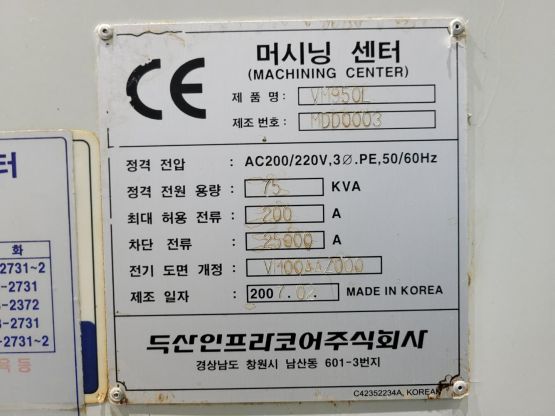 CE
머시닝 센터
(MACHINING CENTER)
제 품 명 : VM950L
제조 번호 : MDD0003
정격 전압 : AC200/220V,3Ø.PE,50/60Hz
정격 전원 용량 : 75 KVA
최대 허용 전류 : 200 A
차단 전류 : 25000 A
전기 도면 개정 :
제조 일자 : 2007.02. MADE IN KOREA
두산인프라코어주식회사
경상남도 창원시 남산동 601-3번지
C42352234A, KOREAN
터
화
-2731~2
-2731
-2372
-2731
-2731~2